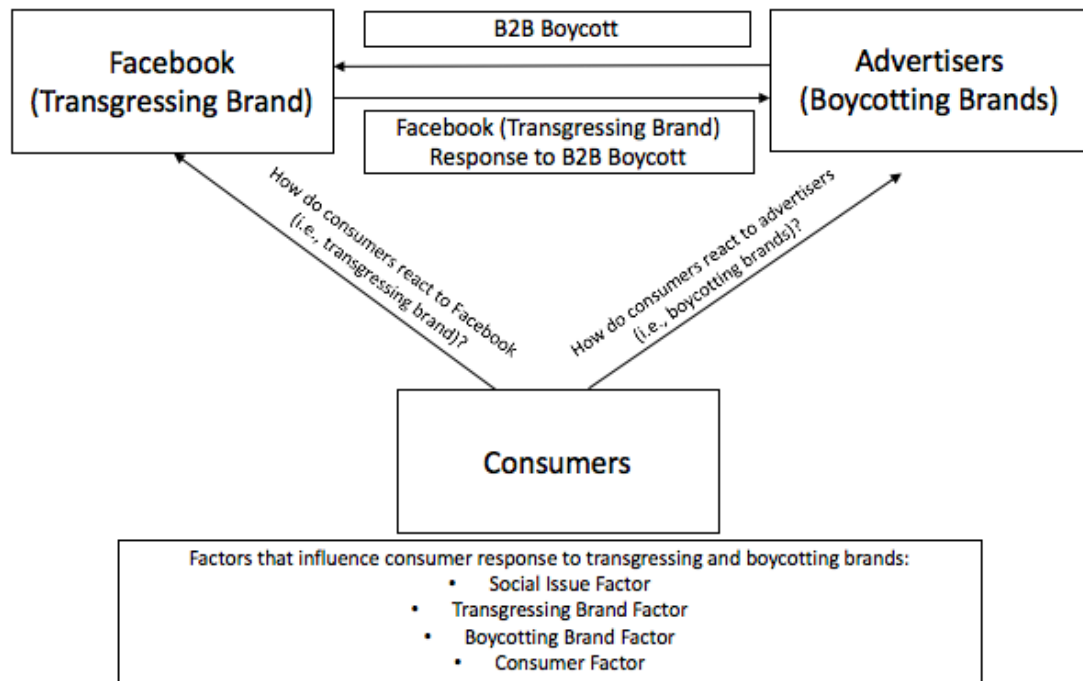 B2B Boycott
Facebook
(Transgressing Brand)
Advertisers
(Boycotting Brands)
Facebook (Transgressing Brand)
Response to B2B Boycott
How do consumers react to Facebook
(i.e., transgressing brand)?
How do consumers react to advertisers
(i.e., boycotting brands)?
Consumers
Factors that influence consumer response to transgressing and boycotting brands:
• Social Issue Factor
• Transgressing Brand Factor
• Boycotting Brand Factor
• Consumer Factor